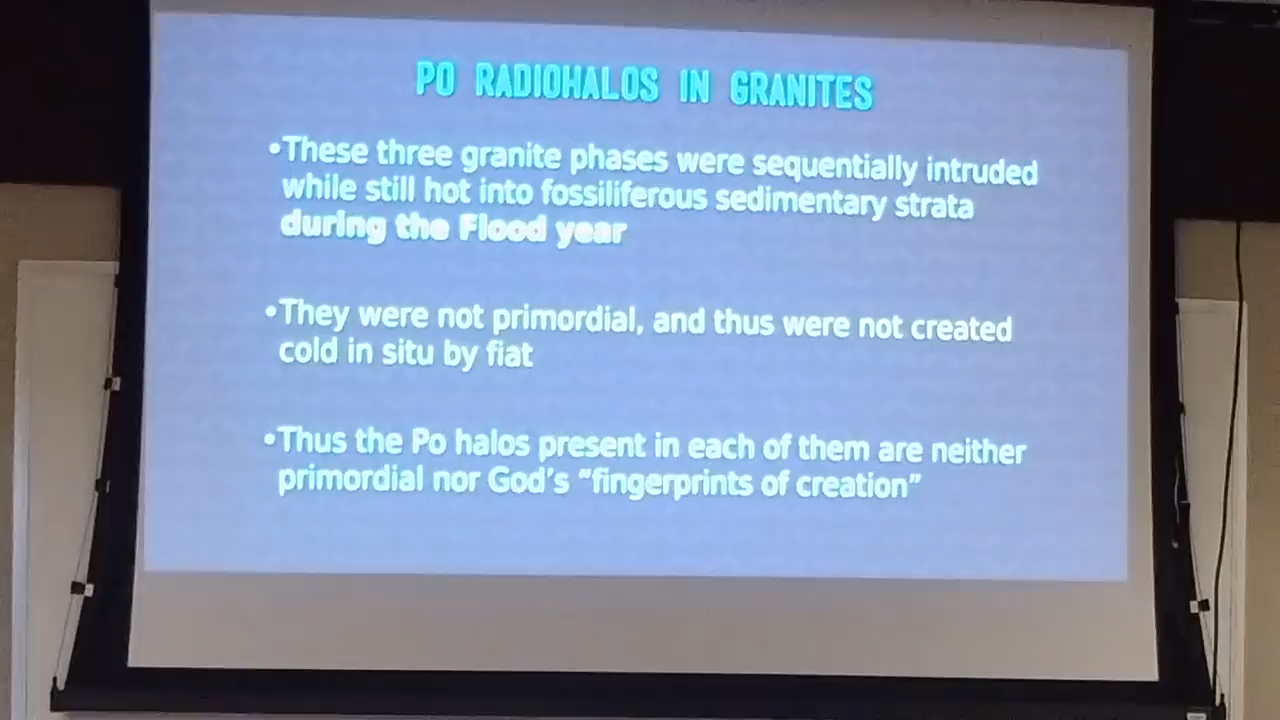 PO RADIOHALOS IN GRANITES
•These three granite phases were sequentially intruded
while still hot into fossiliferous sedimentary strata
during the Flood year
•They were not primordial, and thus were not created
cold in situ by fiat
•Thus the Po halos present in each of them are neither
primordial nor God's "fingerprints of creation"